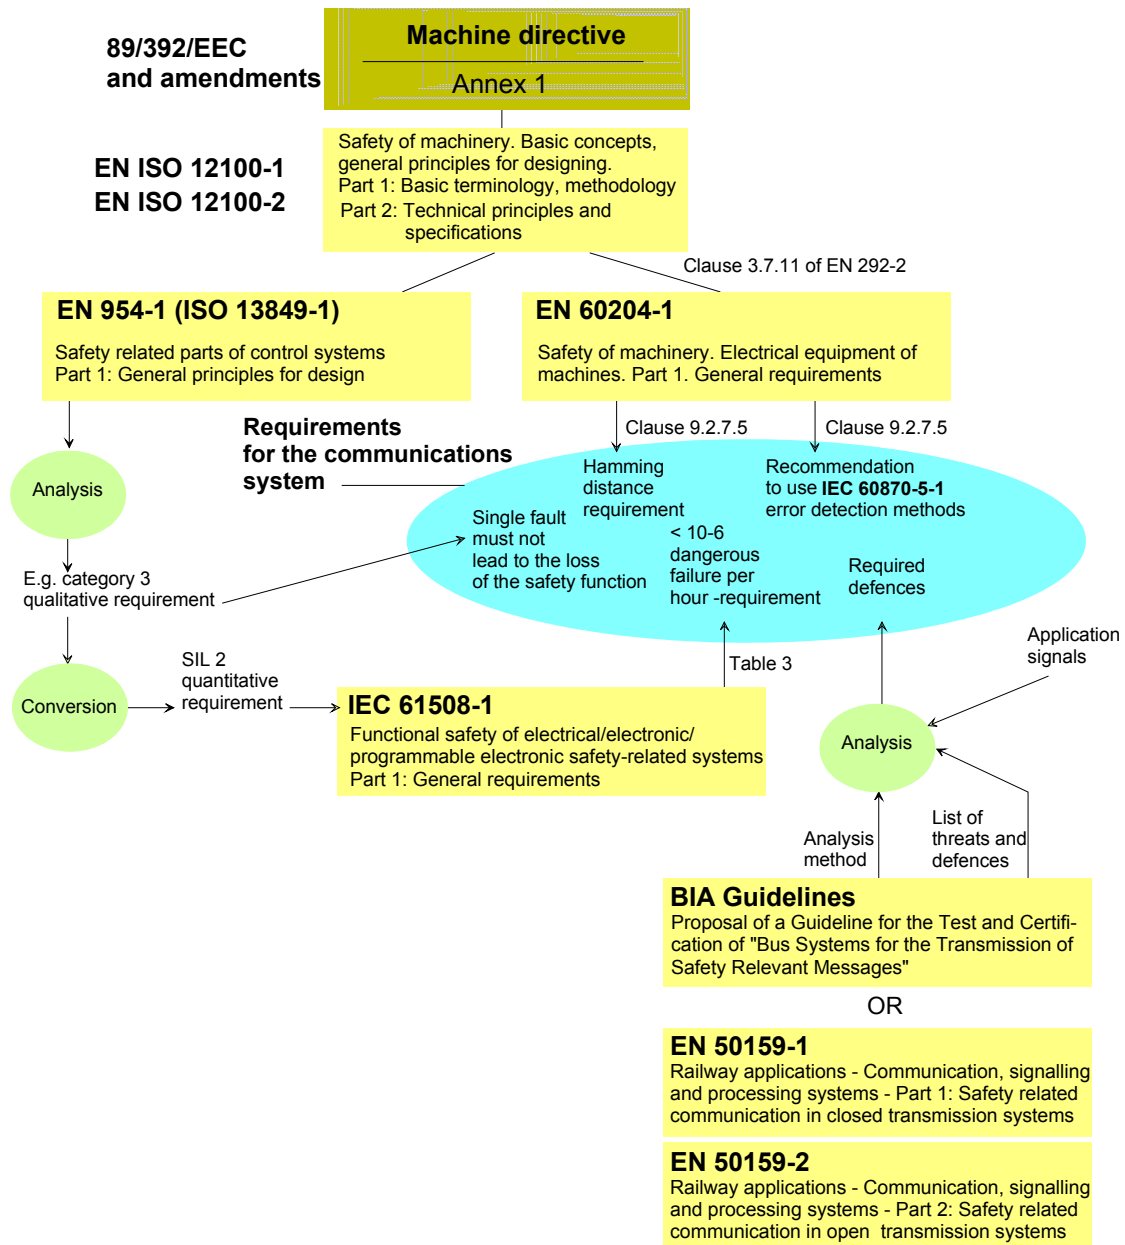 89/392/EEC
and amendments
Machine directive
Annex 1
EN ISO 12100-1
EN ISO 12100-2
Safety of machinery. Basic concepts,
general principles for designing.
Part 1: Basic terminology, methodology
Part 2: Technical principles and
specifications
Clause 3.7.11 of EN 292-2
EN 954-1 (ISO 13849-1)
Safety related parts of control systems
Part 1: General principles for design
EN 60204-1
Safety of machinery. Electrical equipment of
machines. Part 1. General requirements
Requirements
for the communications
system
Clause 9.2.7.5
Clause 9.2.7.5
Analysis
Hamming
distance
requirement
Recommendation
to use IEC 60870-5-1
error detection methods
Single fault
must not
lead to the loss
of the safety function
< 10-6
dangerous
failure per
hour -requirement
Required
defences
E.g. category 3
qualitative requirement
Application
signals
Conversion
SIL 2
quantitative
requirement
Table 3
IEC 61508-1
Functional safety of electrical/electronic/
programmable electronic safety-related systems
Part 1: General requirements
Analysis
Analysis
method
List of
threats and
defences
BIA Guidelines
Proposal of a Guideline for the Test and Certifi-
cation of "Bus Systems for the Transmission of
Safety Relevant Messages"
OR
EN 50159-1
Railway applications - Communication, signalling
and processing systems - Part 1: Safety related
communication in closed transmission systems
EN 50159-2
Railway applications - Communication, signalling
and processing systems - Part 2: Safety related
communication in open  transmission systems